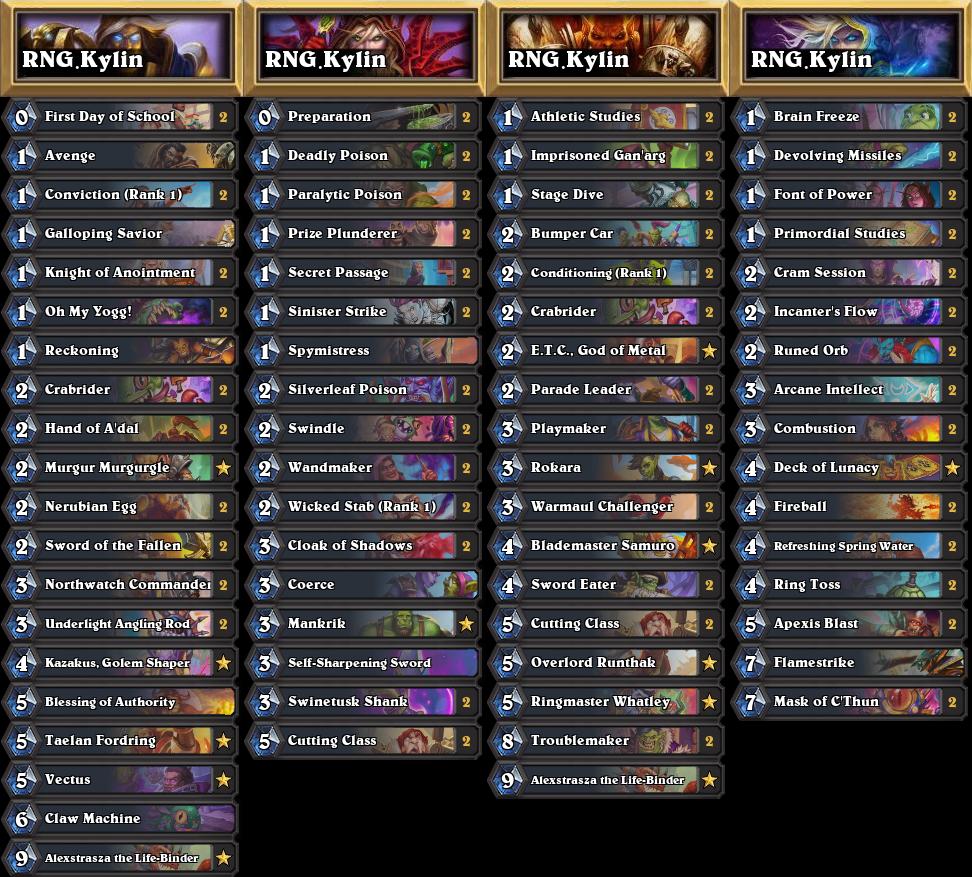 RNG.Kylin
0 First Day of School 2
1 Avenge
1 Conviction (Rank 1) 2
1 Galloping Savior
1 Knight of Anointment 2
1 Oh My Yogg! 2
1 Reckoning
2 Crabrider 2
2 Hand of A'dal 2
2 Murgur Murgurgle
2 Nerubian Egg 2
2 Sword of the Fallen 2
3 Northwatch Commander 2
3 Underlight Angling Rod 2
4 Kazakus, Golem Shaper
5 Blessing of Authority
5 Taelan Fordring
5 Vectus
6 Claw Machine
9 Alexstrasza the Life-Binder
RNG.Kylin
0 Preparation 2
1 Deadly Poison 2
1 Paralytic Poison 2
1 Prize Plunderer 2
1 Secret Passage 2
1 Sinister Strike 2
1 Spymistress
2 Silverleaf Poison 2
2 Swindle 2
2 Wandmaker 2
2 Wicked Stab (Rank 1) 2
3 Cloak of Shadows 2
3 Coerce
3 Mankrik
3 Self-Sharpening Sword
3 Swinetusk Shank 2
5 Cutting Class 2
RNG.Kylin
1 Athletic Studies 2
1 Imprisoned Gan'arg 2
1 Stage Dive 2
2 Bumper Car 2
2 Conditioning (Rank 1) 2
2 Crabrider 2
2 E.T.C., God of Metal
2 Parade Leader 2
3 Playmaker 2
3 Rokara
3 Warmaul Challenger 2
4 Blademaster Samuro
4 Sword Eater 2
5 Cutting Class 2
5 Overlord Runthak
5 Ringmaster Whatley
8 Troublemaker 2
9 Alexstrasza the Life-Binder
RNG.Kylin
1 Brain Freeze 2
1 Devolving Missiles 2
1 Font of Power 2
1 Primordial Studies 2
2 Cram Session 2
2 Incanter's Flow 2
2 Runed Orb 2
3 Arcane Intellect 2
3 Combustion 2
4 Deck of Lunacy
4 Fireball 2
4 Refreshing Spring Water 2
4 Ring Toss 2
5 Apexis Blast 2
7 Flamestrike
7 Mask of C'Thun 2